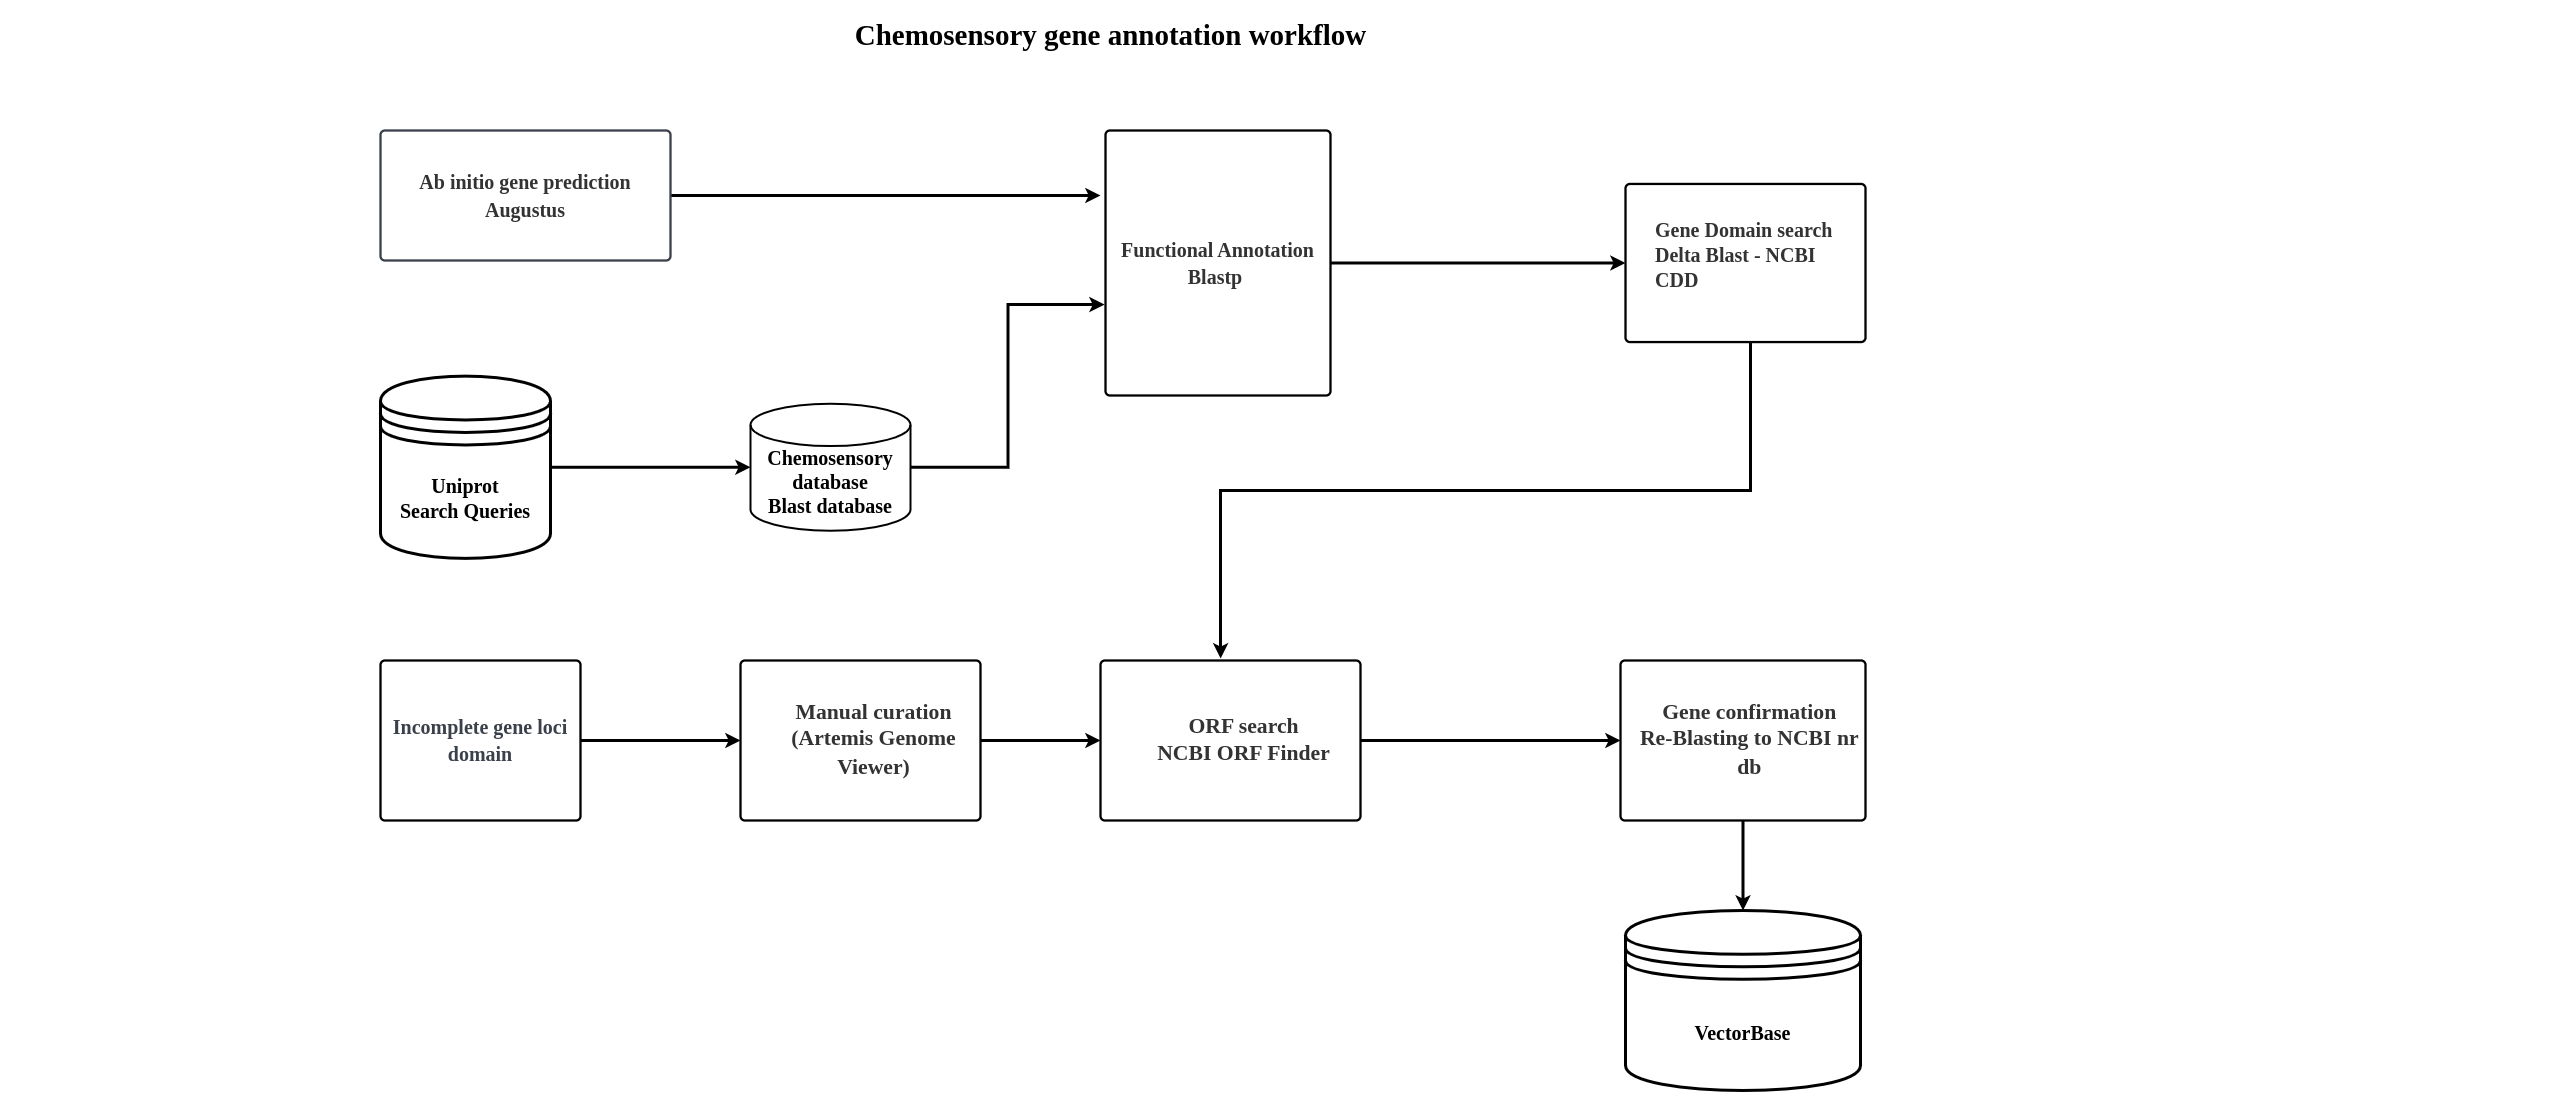 Chemosensory gene annotation workflow
Ab initio gene prediction
Augustus
Functional Annotation
Blastp
Gene Domain search
Delta Blast - NCBI
CDD
Uniprot
Search Queries
Chemosensory
database
Blast database
Incomplete gene loci
domain
Manual curation
(Artemis Genome
Viewer)
ORF search
NCBI ORF Finder
Gene confirmation
Re-Blasting to NCBI nr
db
VectorBase